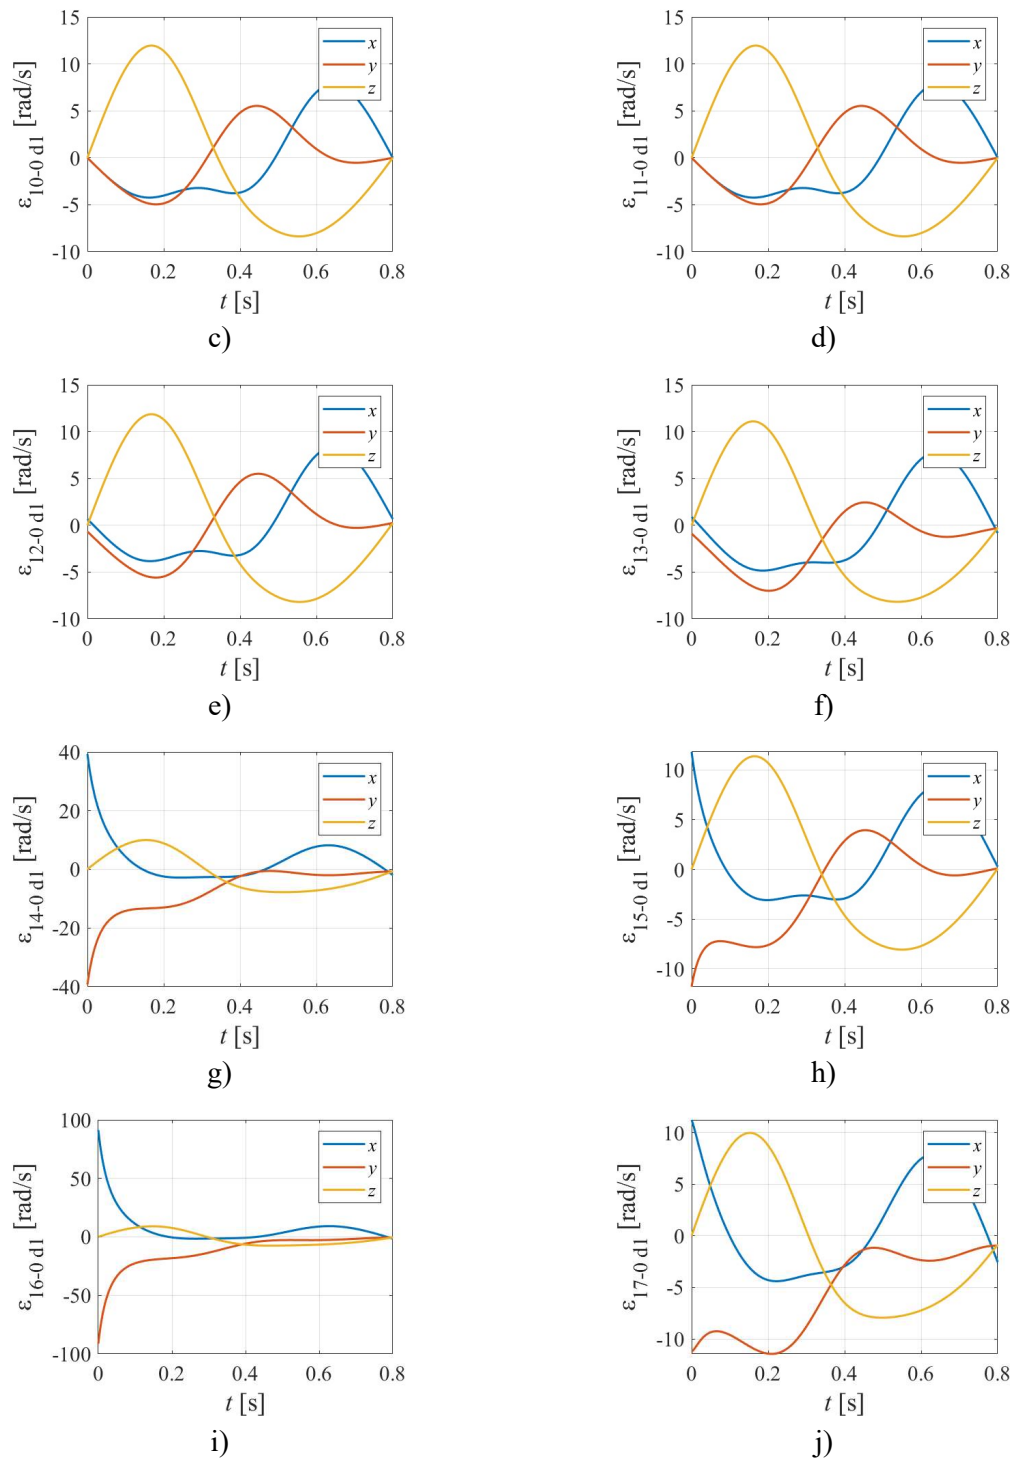 15
10
5
0
-5
-10
0 0.2 0.4 0.6 0.8
ε10-0 d1 [rad/s]
t [s]
x
y
z
c)
15
10
5
0
-5
-10
0 0.2 0.4 0.6 0.8
ε11-0 d1 [rad/s]
t [s]
x
y
z
d)
15
10
5
0
-5
-10
0 0.2 0.4 0.6 0.8
ε12-0 d1 [rad/s]
t [s]
x
y
z
e)
15
10
5
0
-5
-10
0 0.2 0.4 0.6 0.8
ε13-0 d1 [rad/s]
t [s]
x
y
z
f)
40
20
0
-20
-40
0 0.2 0.4 0.6 0.8
ε14-0 d1 [rad/s]
t [s]
x
y
z
g)
10
5
0
-5
-10
0 0.2 0.4 0.6 0.8
ε15-0 d1 [rad/s]
t [s]
x
y
z
h)
100
50
0
-50
-100
0 0.2 0.4 0.6 0.8
ε16-0 d1 [rad/s]
t [s]
x
y
z
i)
10
5
0
-5
-10
0 0.2 0.4 0.6 0.8
ε17-0 d1 [rad/s]
t [s]
x
y
z
j)